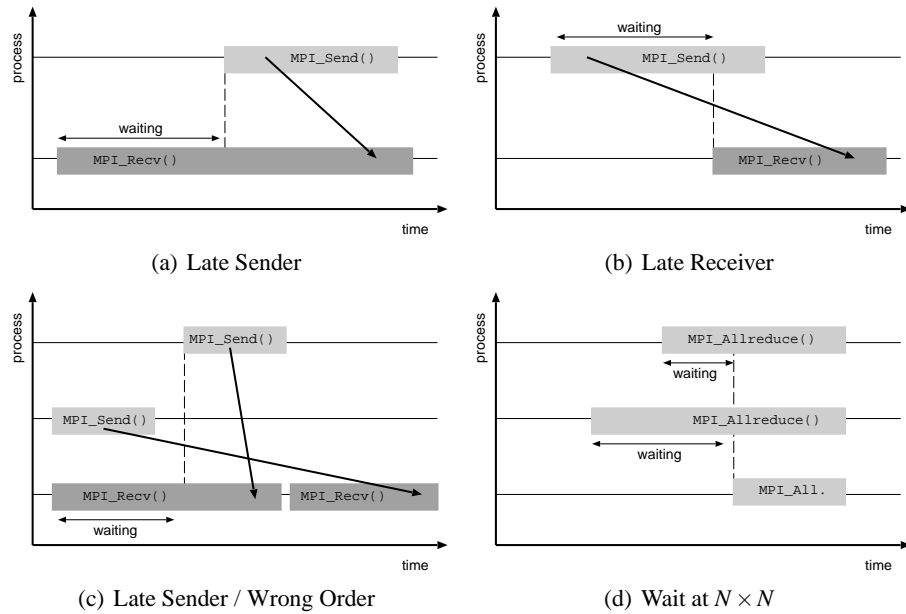 process
MPI_Send()
waiting
MPI_Recv()
time
(a) Late Sender
process
waiting
MPI_Send()
MPI_Recv()
time
(b) Late Receiver
process
MPI_Send()
MPI_Send()
MPI_Recv()
MPI_Recv()
waiting
time
(c) Late Sender / Wrong Order
process
MPI_Allreduce()
waiting
MPI_Allreduce()
waiting
MPI_All.
time
(d) Wait at N × N